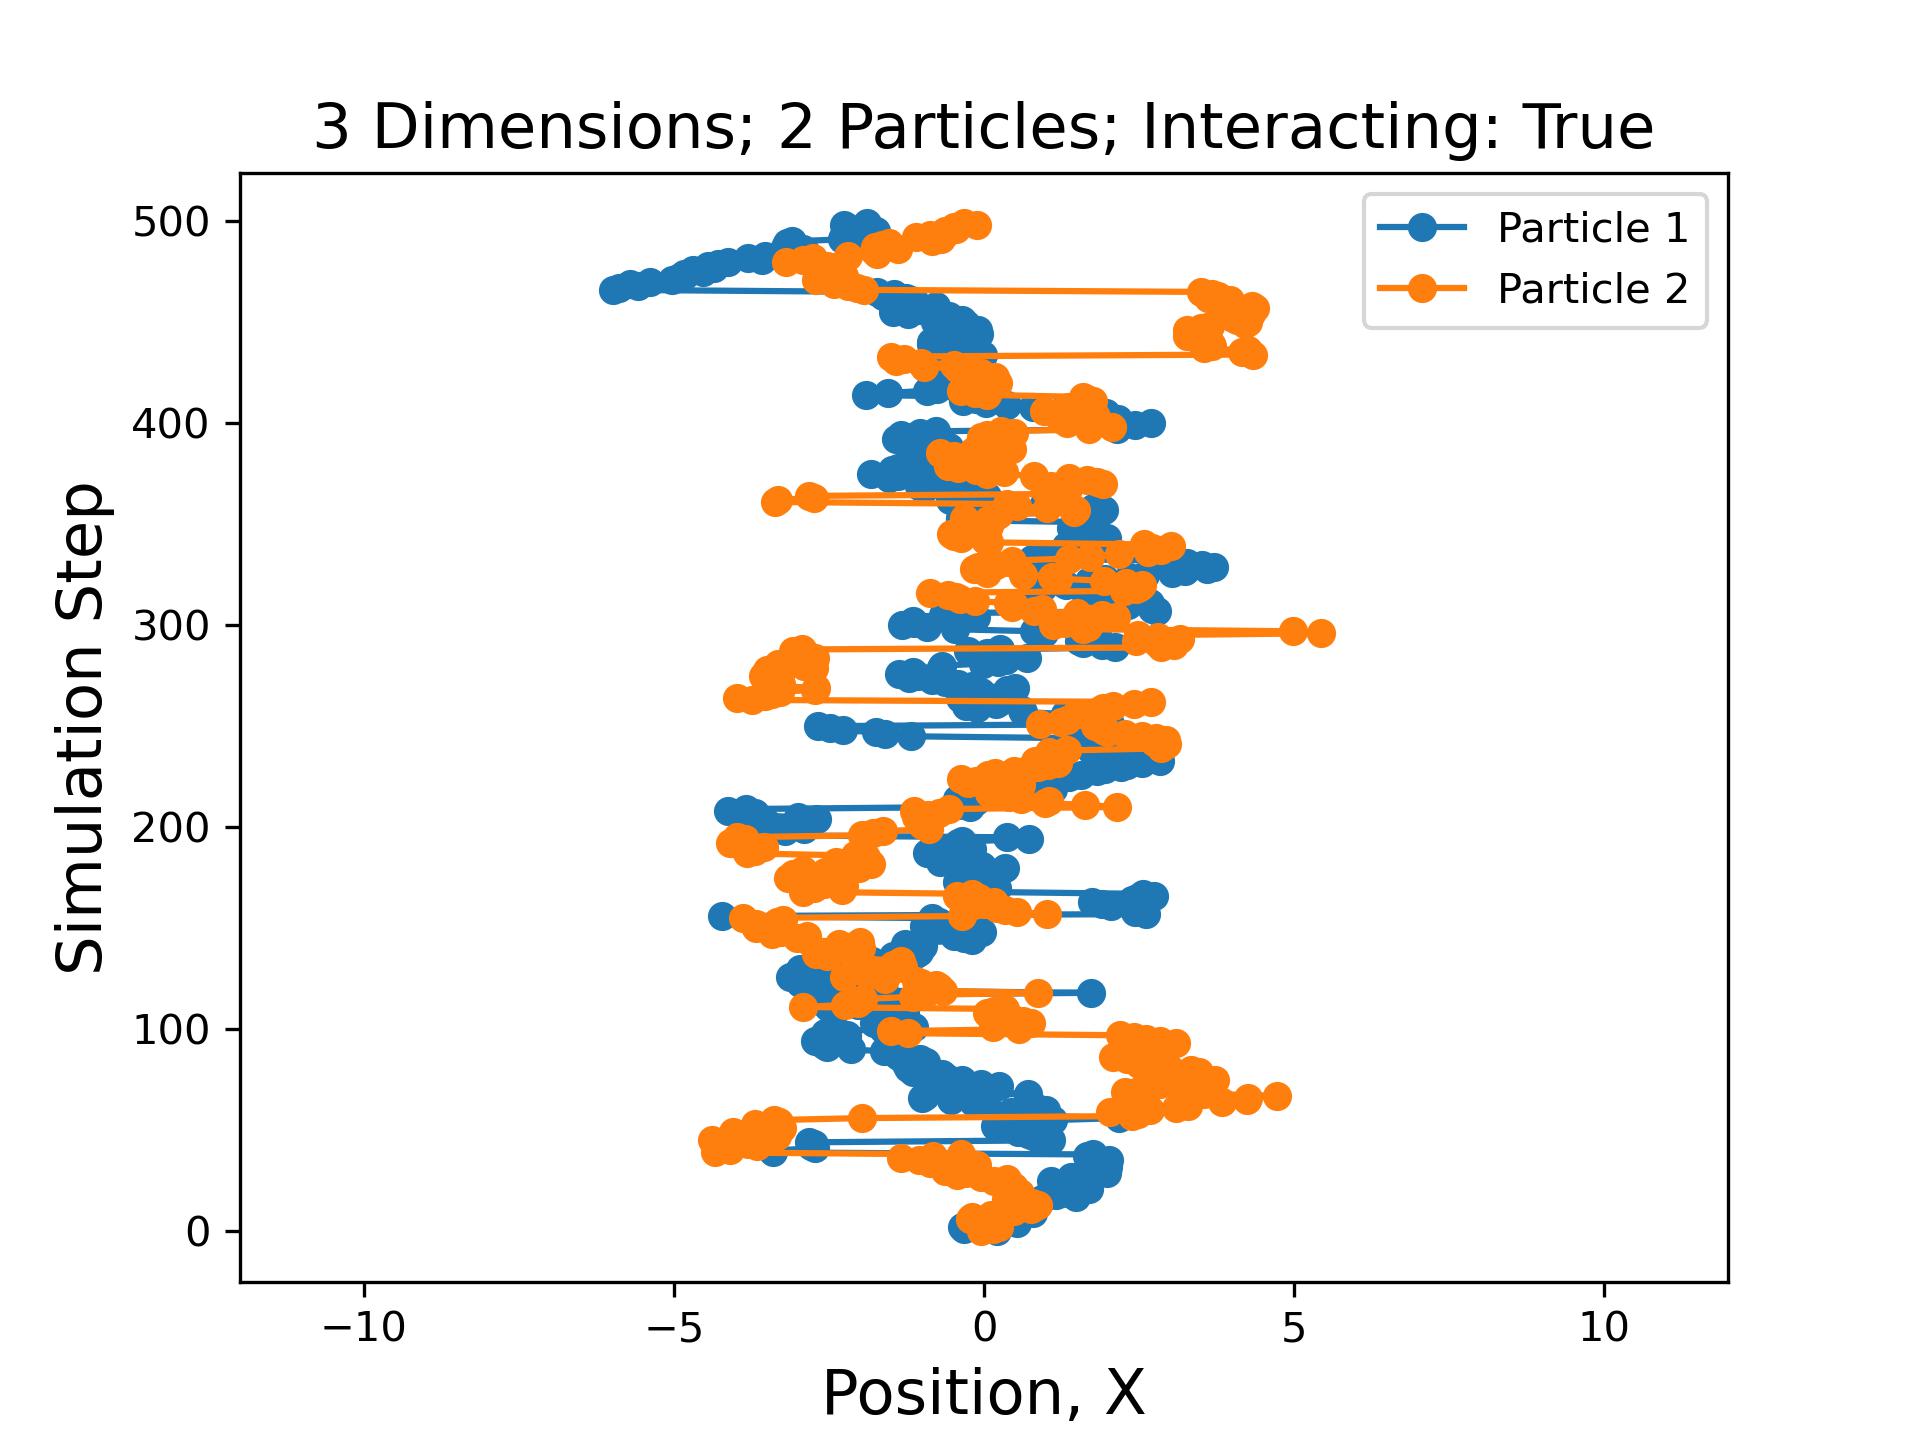 3 Dimensions; 2 Particles; Interacting: True
Particle 1
Particle 2
Simulation Step
500
400
300
200
100
0
−10
−5
0
5
10
Position, X